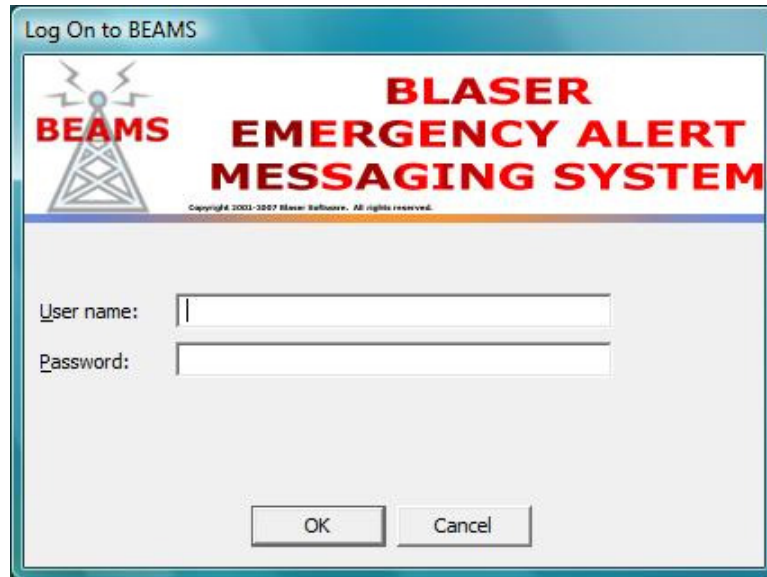 Log On to BEAMS
BEAMS
BLASER
EMERGENCY ALERT
MESSAGING SYSTEM
Copyright 2001-2007 Blaser Software. All rights reserved.
User name:
Password:
OK
Cancel